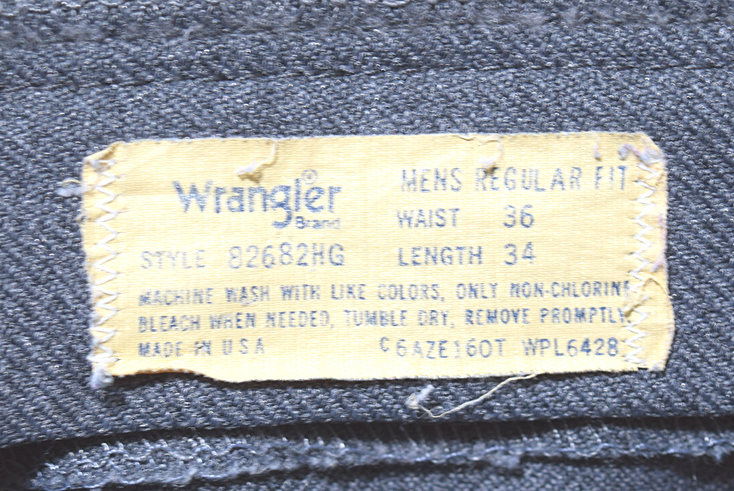 Wrangler®
Brand
MENS REGULAR FIT
WAIST 36
STYLE 82682HG
LENGTH 34
MACHINE WASH WITH LIKE COLORS, ONLY NON-CHLORINE
BLEACH WHEN NEEDED, TUMBLE DRY, REMOVE PROMPTLY
MADE IN USA
C6AZE160T WPL6428